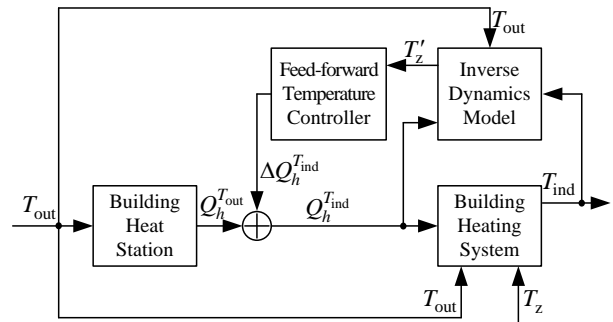 T_out
T_z′
Feed-forward
Temperature
Controller
Inverse
Dynamics
Model
ΔQ_h^{T_ind}
T_out
Building
Heat
Station
Q_h^{T_out}
Q_h^{T_ind}
Building
Heating
System
T_ind
T_out
T_z